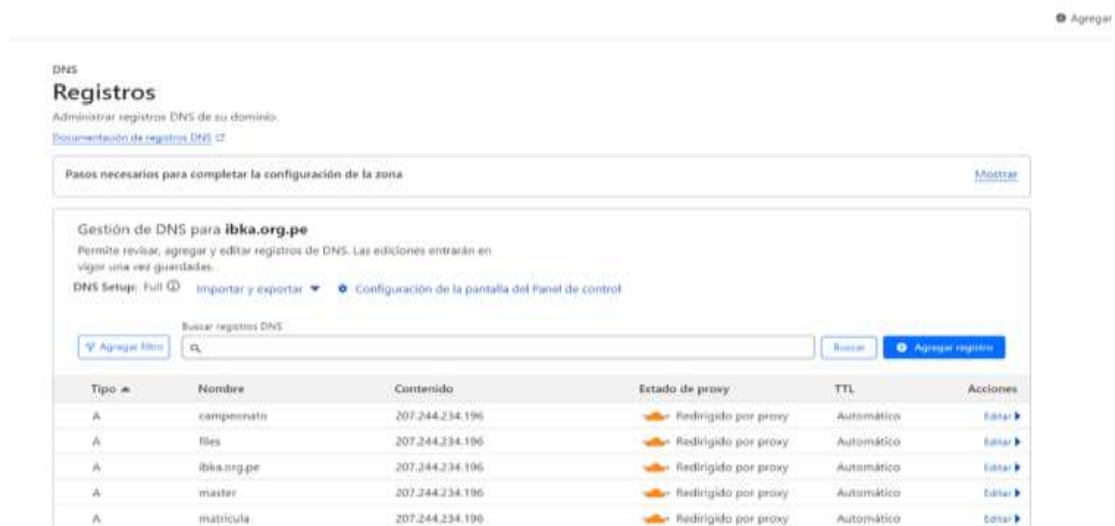 Agregar
DNS
Registros
Administrar registros DNS de su dominio.
Documentación de registros DNS
Pasos necesarios para completar la configuración de la zona
Mostrar
Gestión de DNS para ibka.org.pe
Permite revisar, agregar y editar registros de DNS. Las ediciones entrarán en
vigor una vez guardadas.
DNS Setup: Full Importar y exportar Configuración de la pantalla del Panel de control
Buscar registros DNS
Agregar filtro Buscar Agregar registro
Tipo Nombre Contenido Estado de proxy TTL Acciones
A campeonato 207.244.234.196 Redirigido por proxy Automático Editar
A files 207.244.234.196 Redirigido por proxy Automático Editar
A ibka.org.pe 207.244.234.196 Redirigido por proxy Automático Editar
A master 207.244.234.196 Redirigido por proxy Automático Editar
A matricula 207.244.234.196 Redirigido por proxy Automático Editar